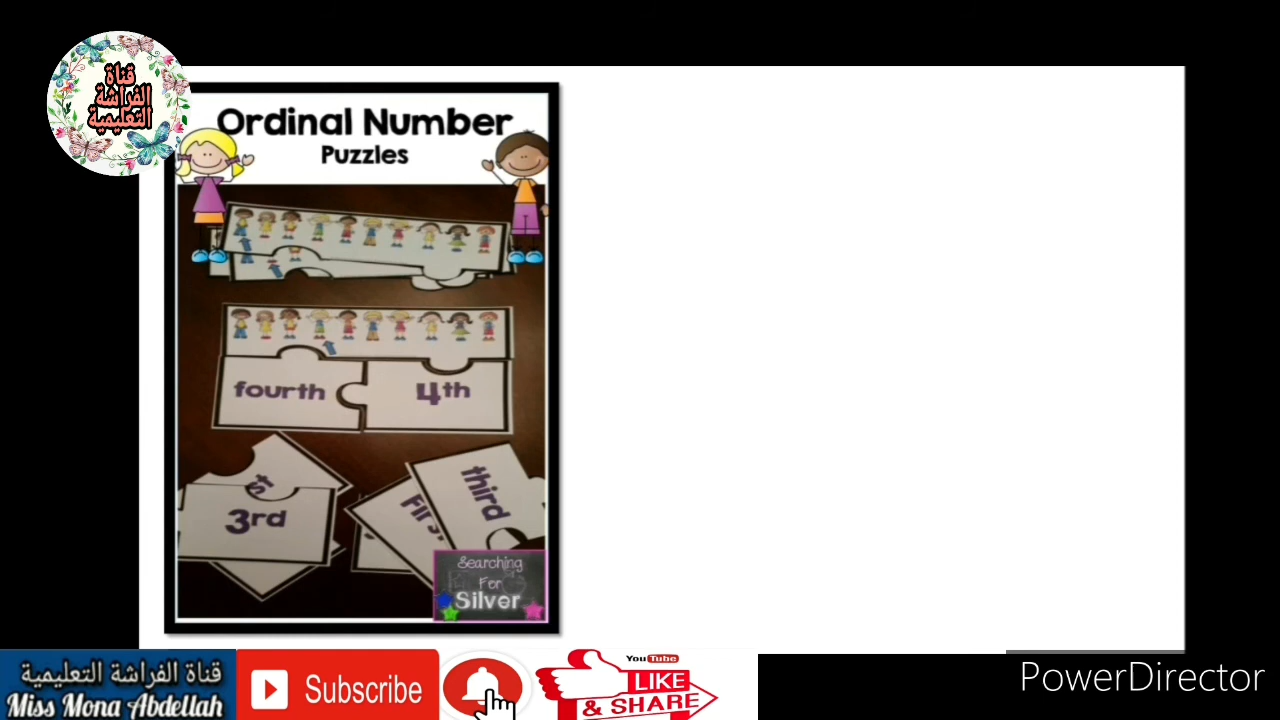 قناة
الفراشة
التعليمية
Ordinal Number
Puzzles
fourth
4th
st
3rd
third
Searching
For
Silver
قناة الفراشة التعليمية
Miss Mona Abdellah
Subscribe
YouTube
LIKE
& SHARE
PowerDirector